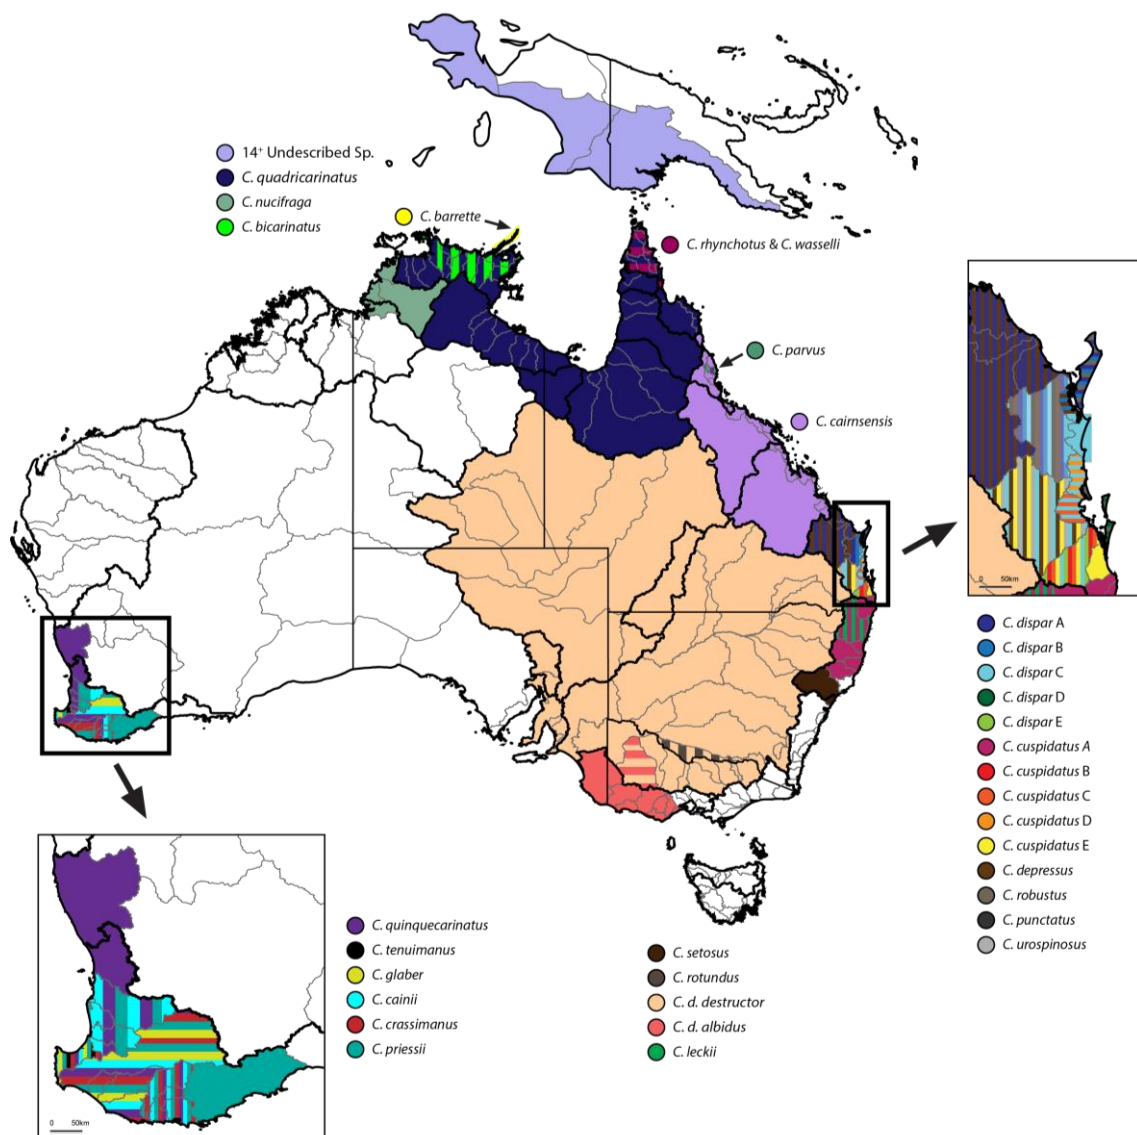 14+ Undescribed Sp.
C. quadricarinatus
C. nucifraga
C. bicarinatus
C. barrette
C. rhynchotus & C. wasselli
C. parvus
C. cairnsensis
0 50km
C. dispar A
C. dispar B
C. dispar C
C. dispar D
C. dispar E
C. cuspidatus A
C. cuspidatus B
C. cuspidatus C
C. cuspidatus D
C. cuspidatus E
C. depressus
C. robustus
C. punctatus
C. urospinosus
C. quinquecarinatus
C. tenuimanus
C. glaber
C. cainii
C. crassimanus
C. priessii
C. setosus
C. rotundus
C. d. destructor
C. d. albidus
C. leckii
0 50km